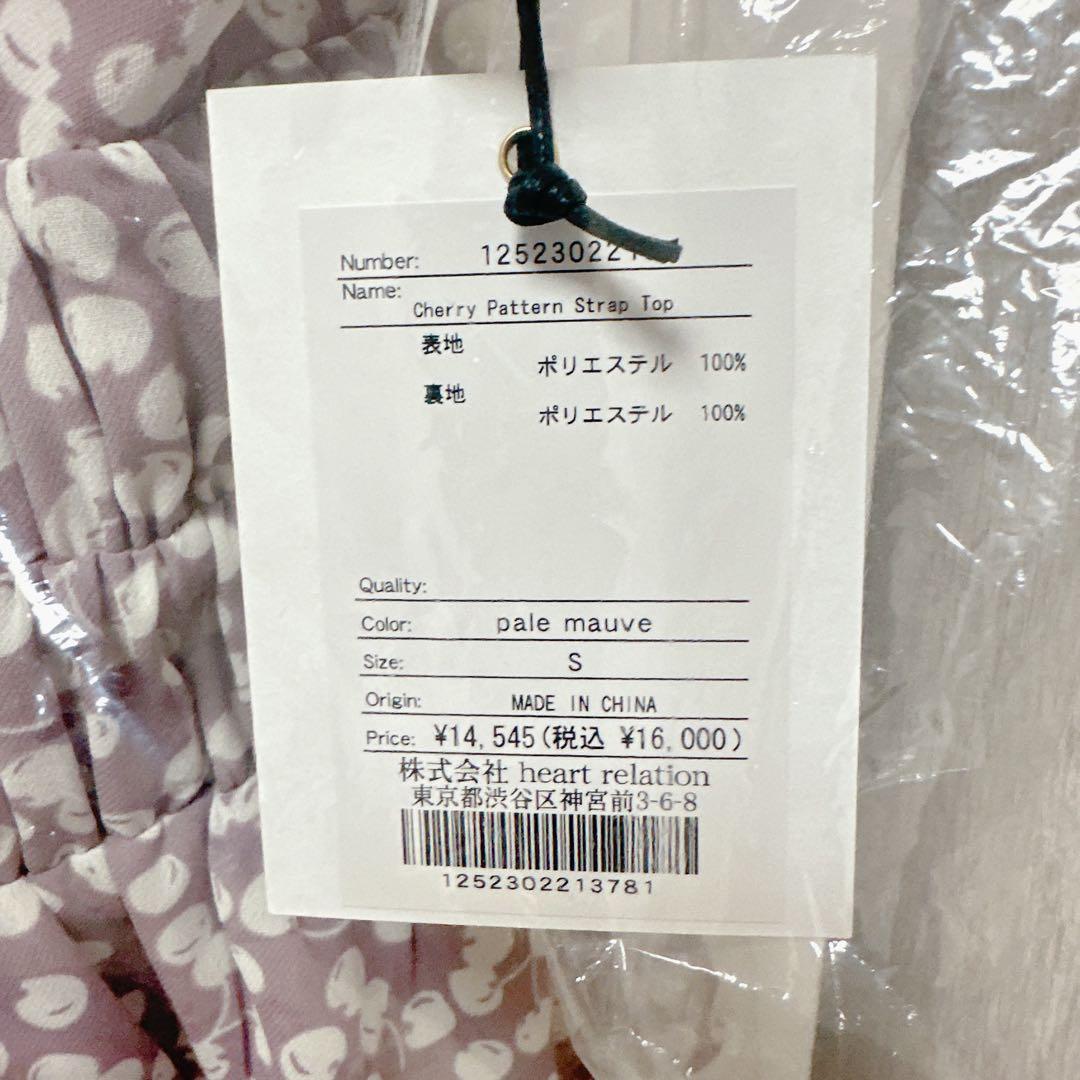 Number: 12523022
Name:
Cherry Pattern Strap Top
表地
ポリエステル 100%
裏地
ポリエステル 100%
Quality:
Color: pale mauve
Size: S
Origin: MADE IN CHINA
Price: ¥14,545(税込 ¥16,000)
株式会社 heart relation
東京都渋谷区神宮前3-6-8
1252302213781